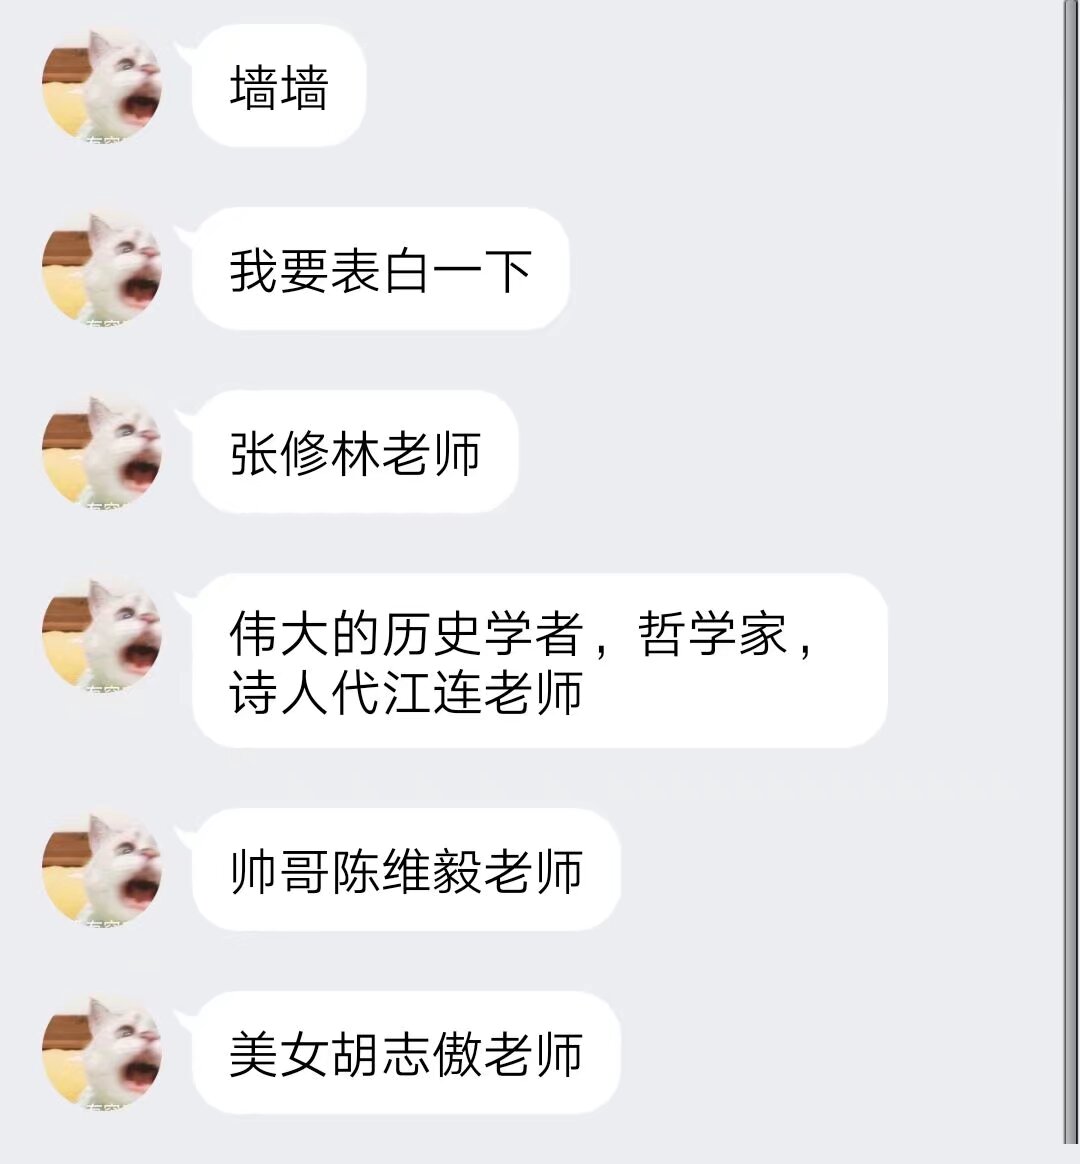 墙墙
我要表白一下
张修林老师
伟大的历史学者，哲学家，
诗人代江连老师
帅哥陈维毅老师
美女胡志傲老师